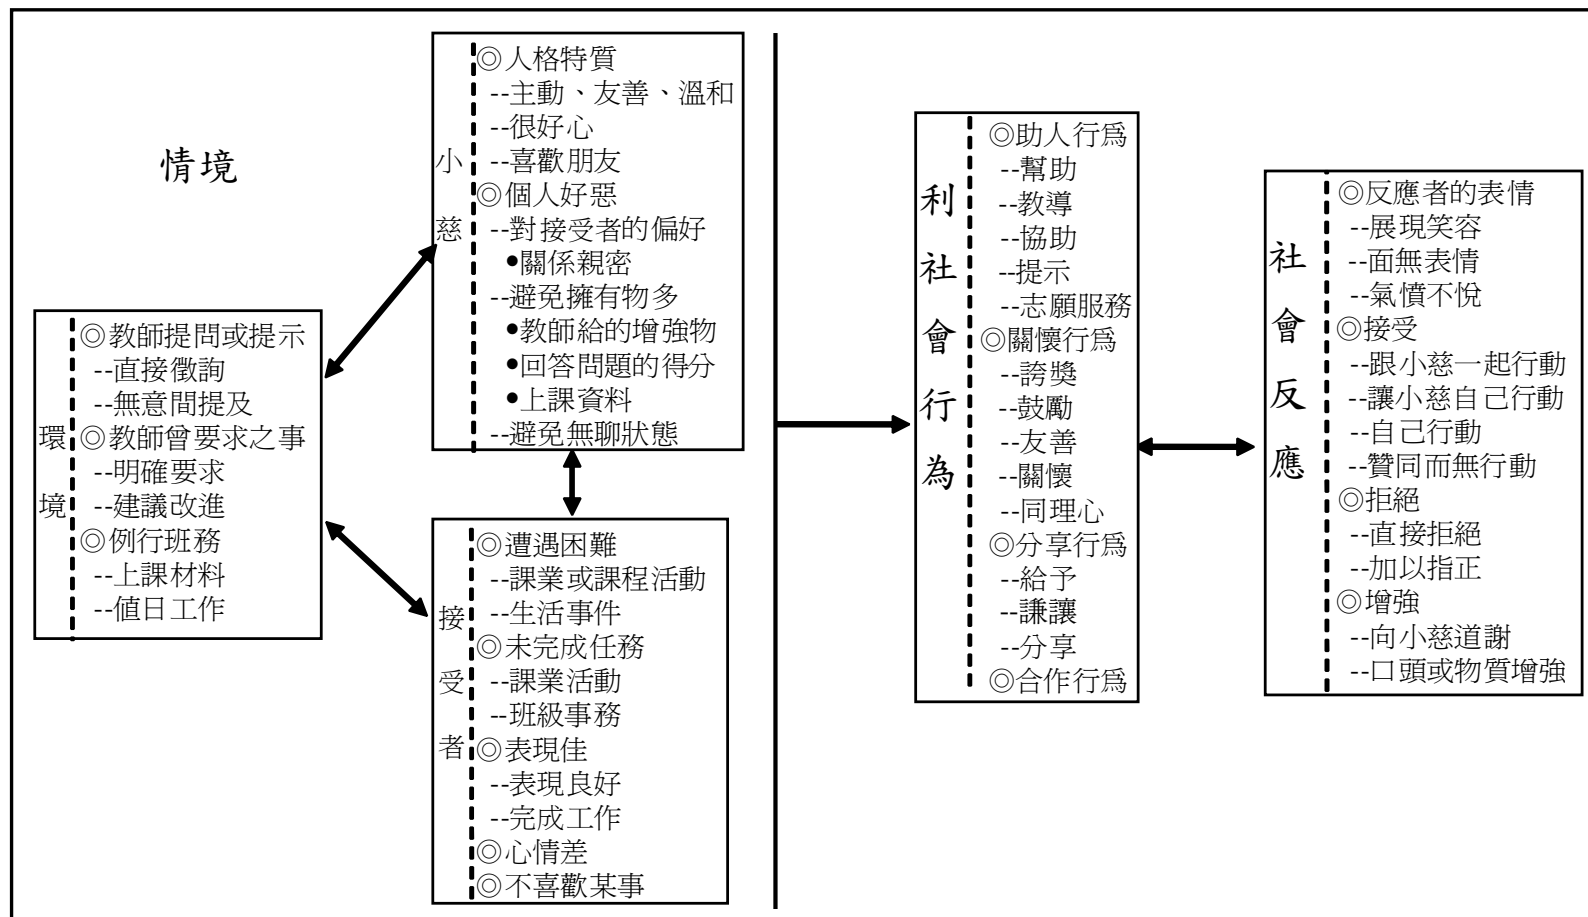 情境
環境
◎教師提問或提示
--直接徵詢
--無意間提及
◎教師曾要求之事
--明確要求
--建議改進
◎例行班務
--上課材料
--值日工作
小慈
◎人格特質
--主動、友善、溫和
--很好心
--喜歡朋友
◎個人好惡
--對接受者的偏好
●關係親密
--避免擁有物多
●教師給的增強物
●回答問題的得分
●上課資料
--避免無聊狀態
接受者
◎遭遇困難
--課業或課程活動
--生活事件
◎未完成任務
--課業活動
--班級事務
◎表現佳
--表現良好
--完成工作
◎心情差
◎不喜歡某事
利社會行為
◎助人行為
--幫助
--教導
--協助
--提示
--志願服務
◎關懷行為
--誇獎
--鼓勵
--友善
--關懷
--同理心
◎分享行為
--給予
--謙讓
--分享
◎合作行為
社會反應
◎反應者的表情
--展現笑容
--面無表情
--氣憤不悅
◎接受
--跟小慈一起行動
--讓小慈自己行動
--自己行動
--贊同而無行動
◎拒絕
--直接拒絕
--加以指正
◎增強
--向小慈道謝
--口頭或物質增強